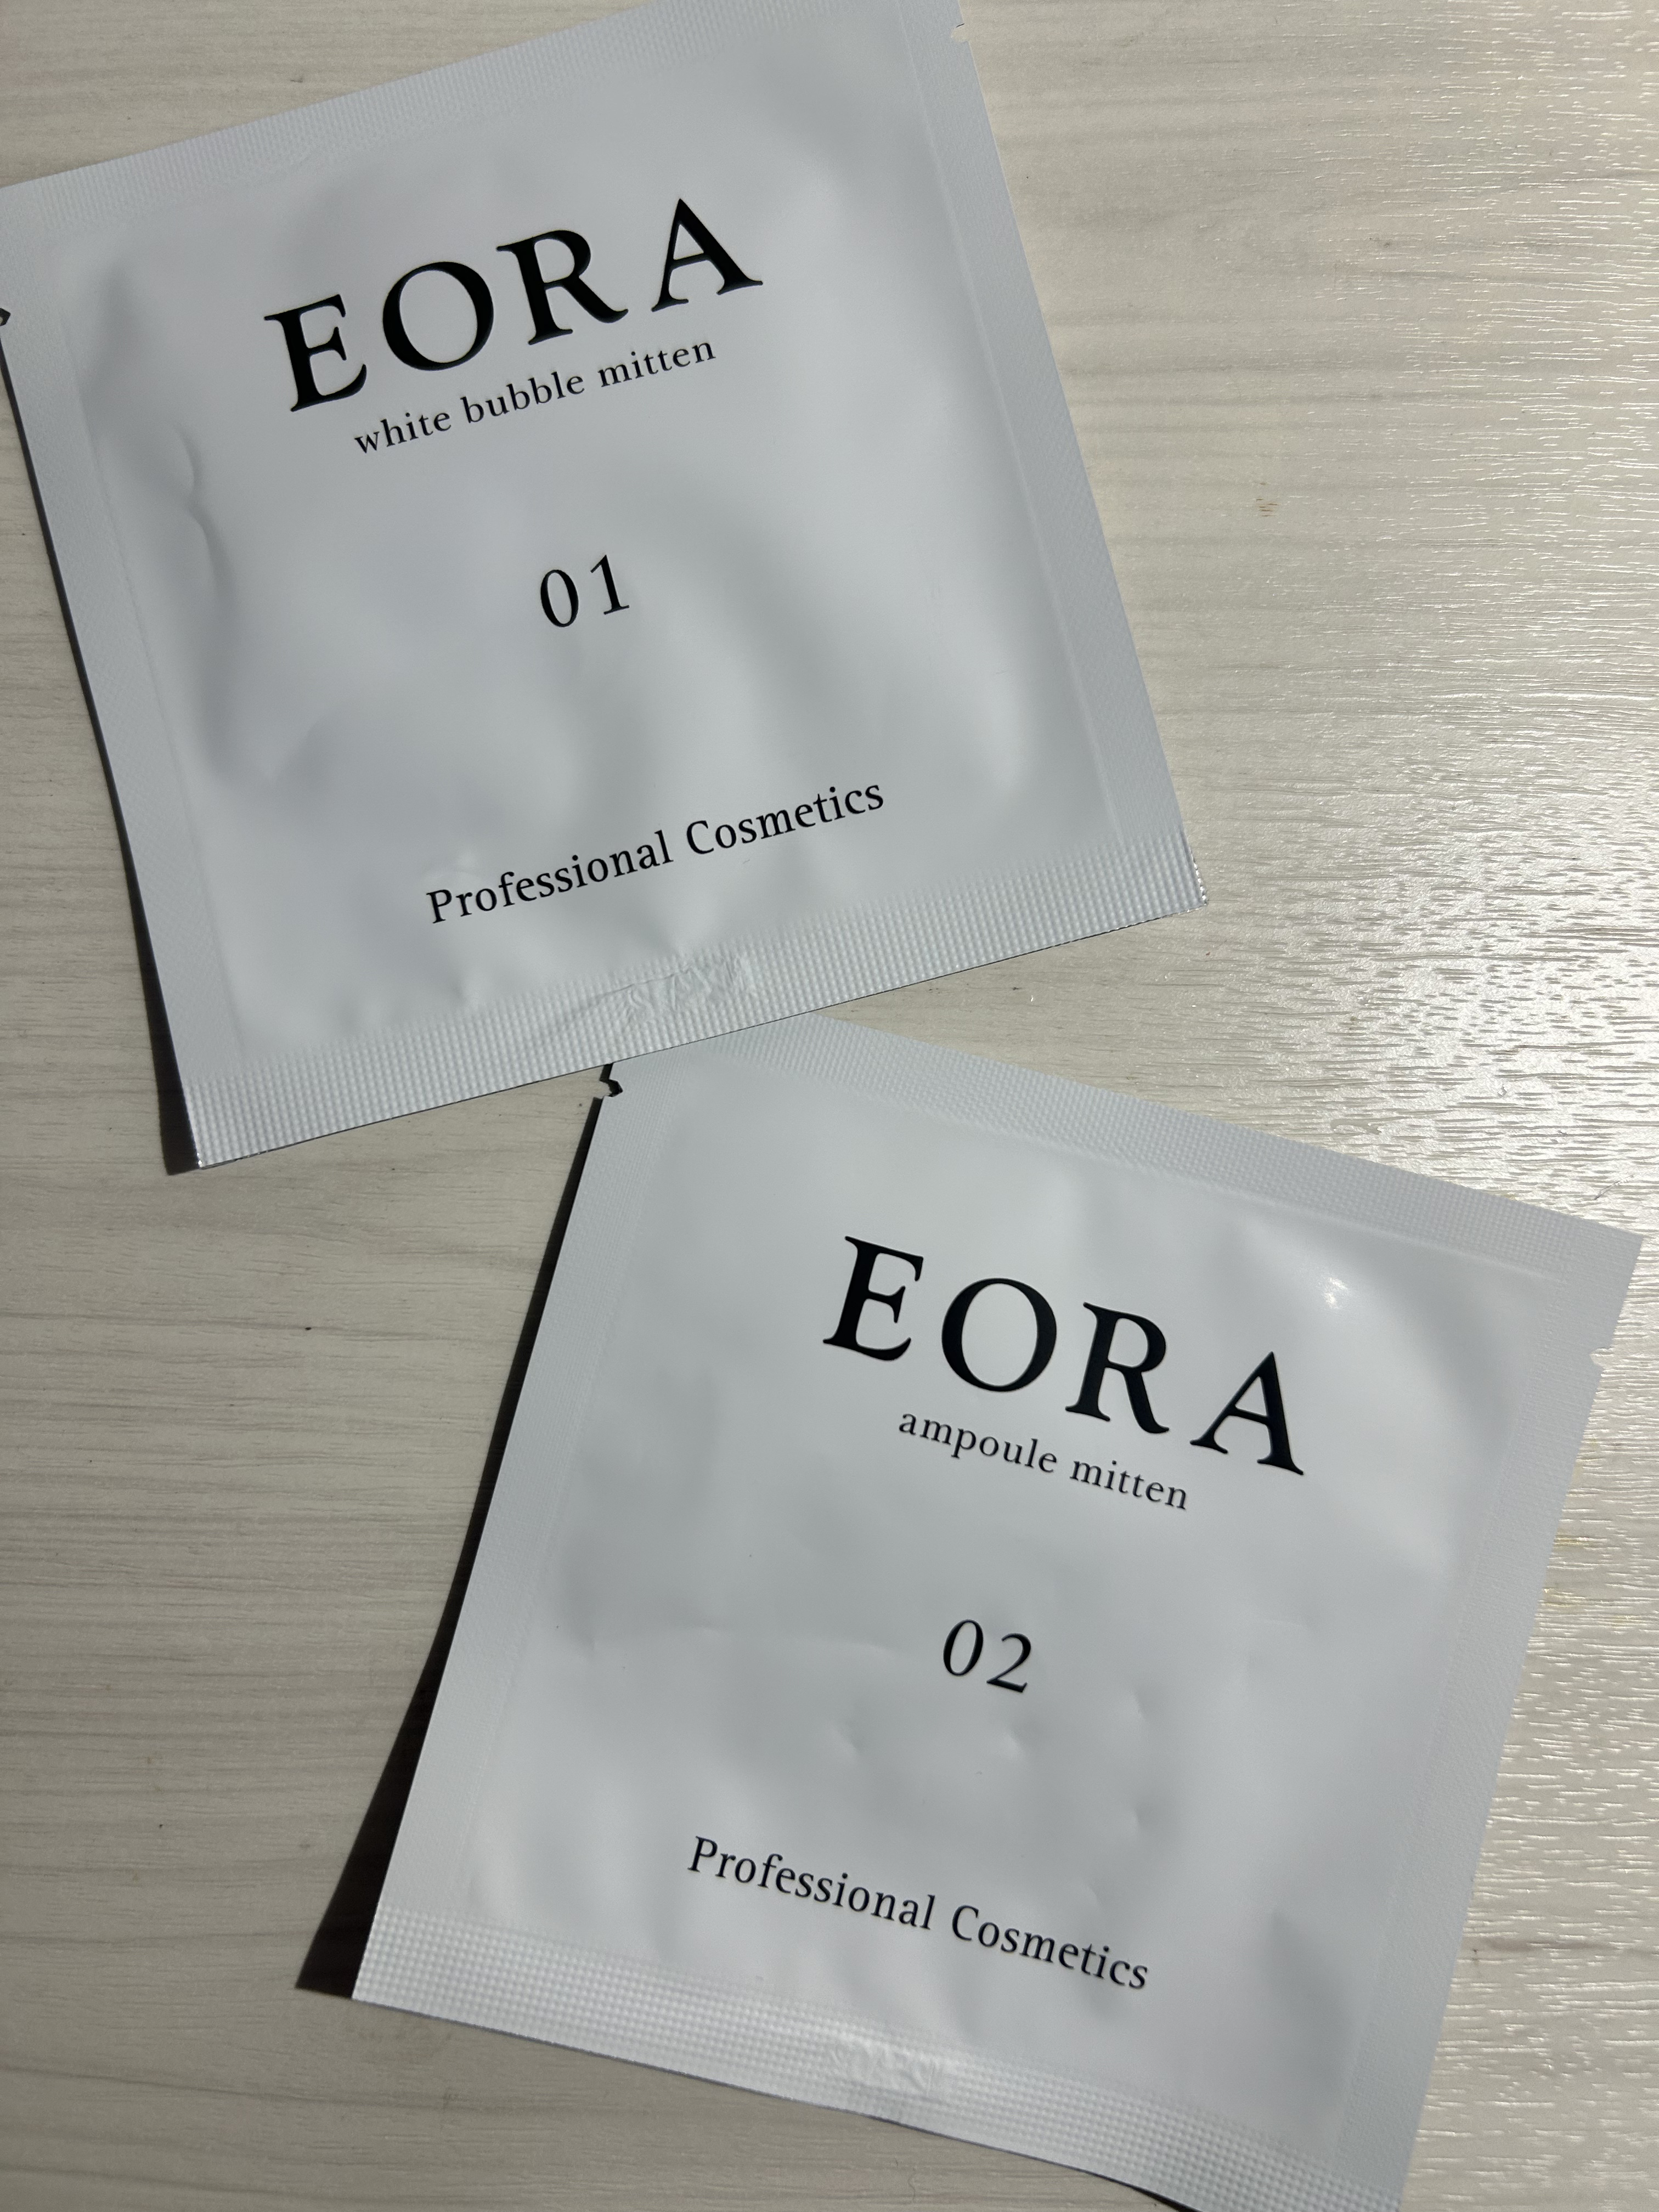 EORA
white bubble mitten
01
Professional Cosmetics
EORA
ampoule mitten
02
Professional Cosmetics